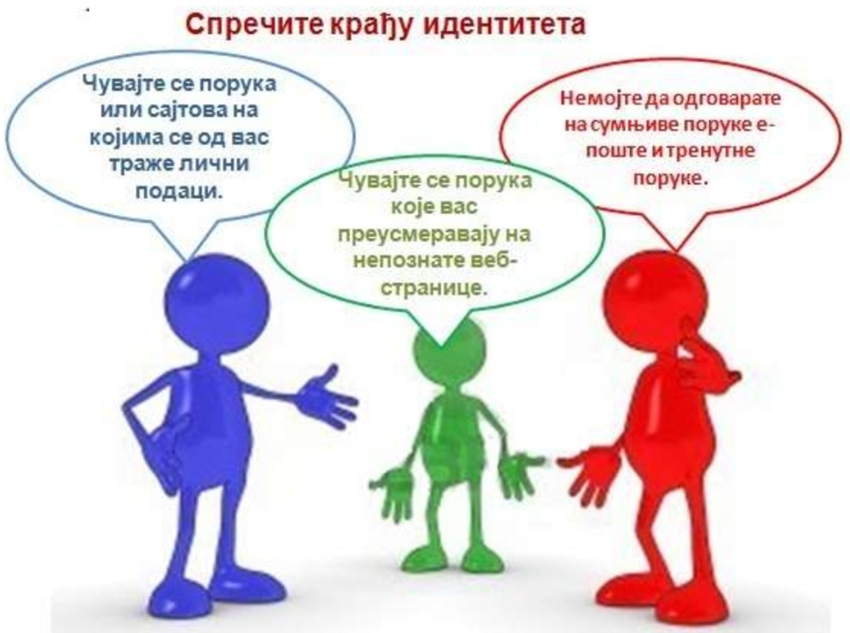 Спречите крађу идентитета
Чувајте се порука
или сајтова на
којима се од вас
траже лични
подаци.
Чувајте се порука
које вас
преусмеравају на
непознате веб-
странице.
Немојте да одговарате
на сумњиве поруке е-
поште и тренутне
поруке.